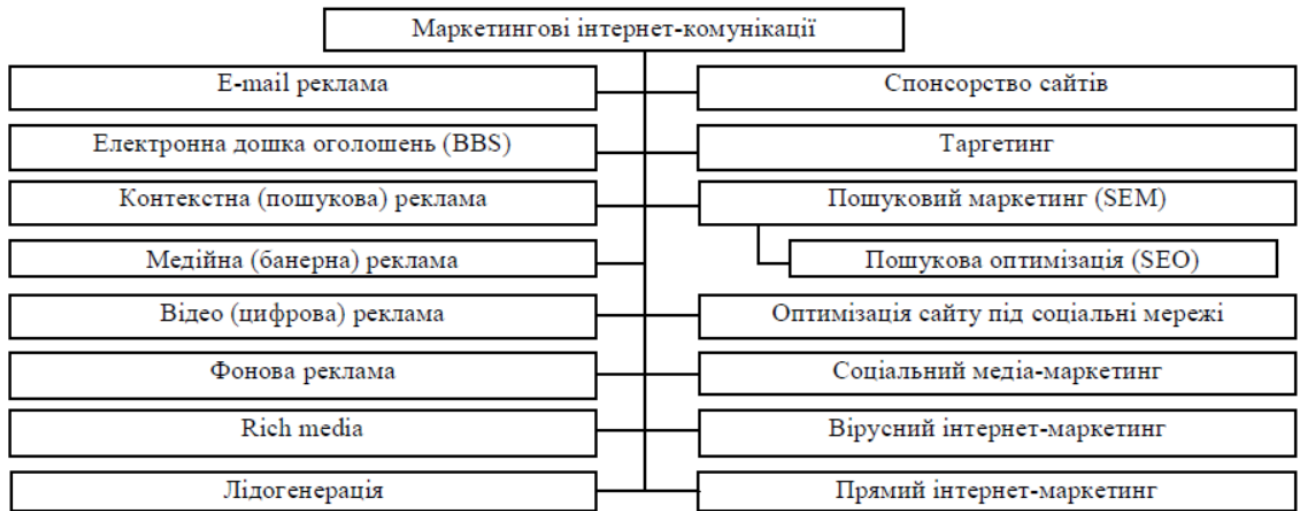 Маркетингові інтернет-комунікації
E-mail реклама
Спонсорство сайтів
Електронна дошка оголошень (BBS)
Таргетинг
Контекстна (пошукова) реклама
Пошуковий маркетинг (SEM)
Медійна (банерна) реклама
Пошукова оптимізація (SEO)
Відео (цифрова) реклама
Оптимізація сайту під соціальні мережі
Фонова реклама
Соціальний медіа-маркетинг
Rich media
Вірусний інтернет-маркетинг
Лідогенерація
Прямий інтернет-маркетинг